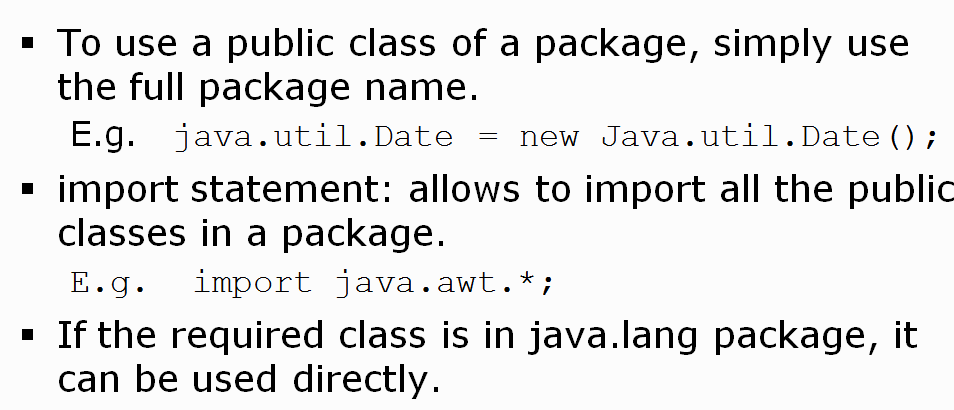 ▪ To use a public class of a package, simply use
the full package name.
E.g. java.util.Date = new Java.util.Date();
▪ import statement: allows to import all the public
classes in a package.
E.g. import java.awt.*;
▪ If the required class is in java.lang package, it
can be used directly.